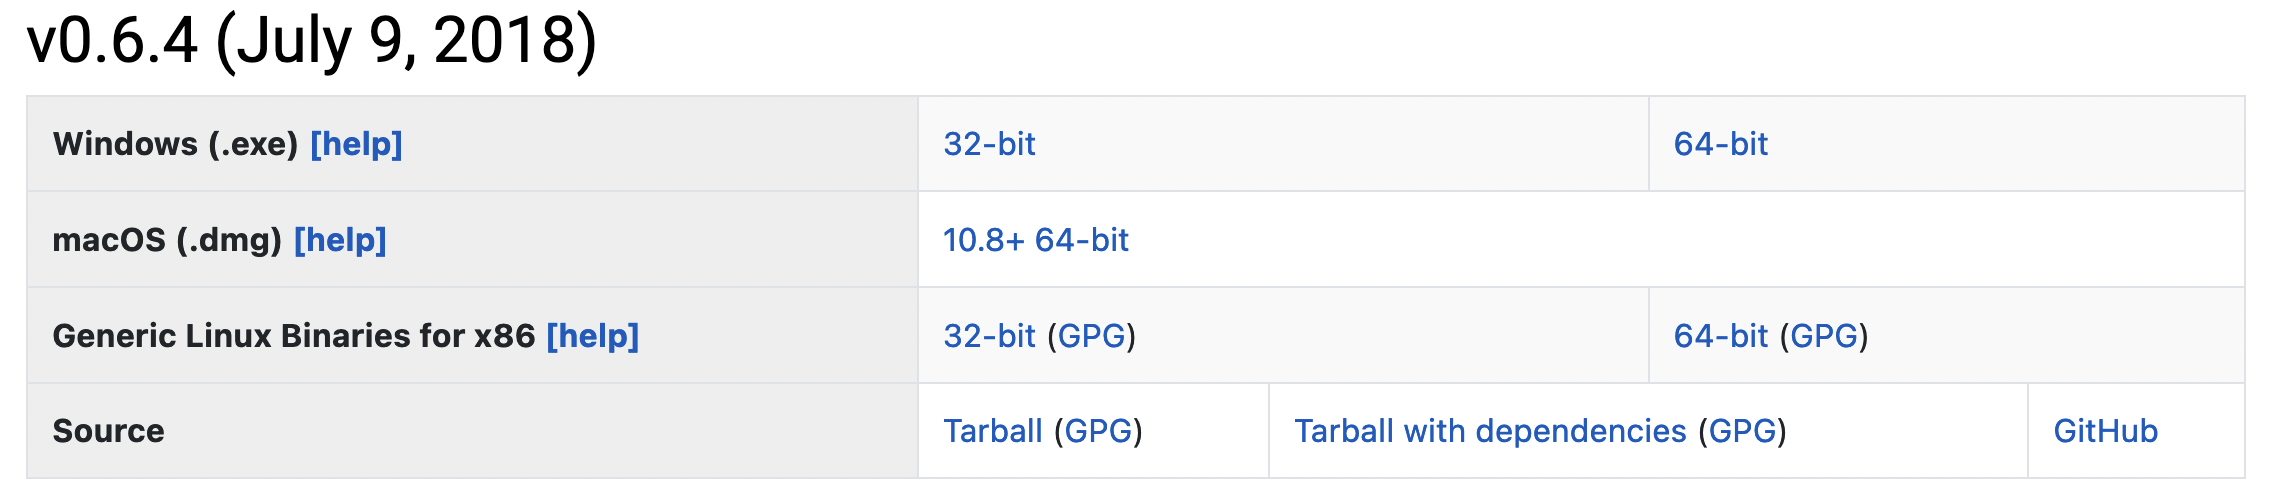 v0.6.4 (July 9, 2018)
Windows (.exe) [help] 32-bit 64-bit
macOS (.dmg) [help] 10.8+ 64-bit
Generic Linux Binaries for x86 [help] 32-bit (GPG) 64-bit (GPG)
Source Tarball (GPG) Tarball with dependencies (GPG) GitHub